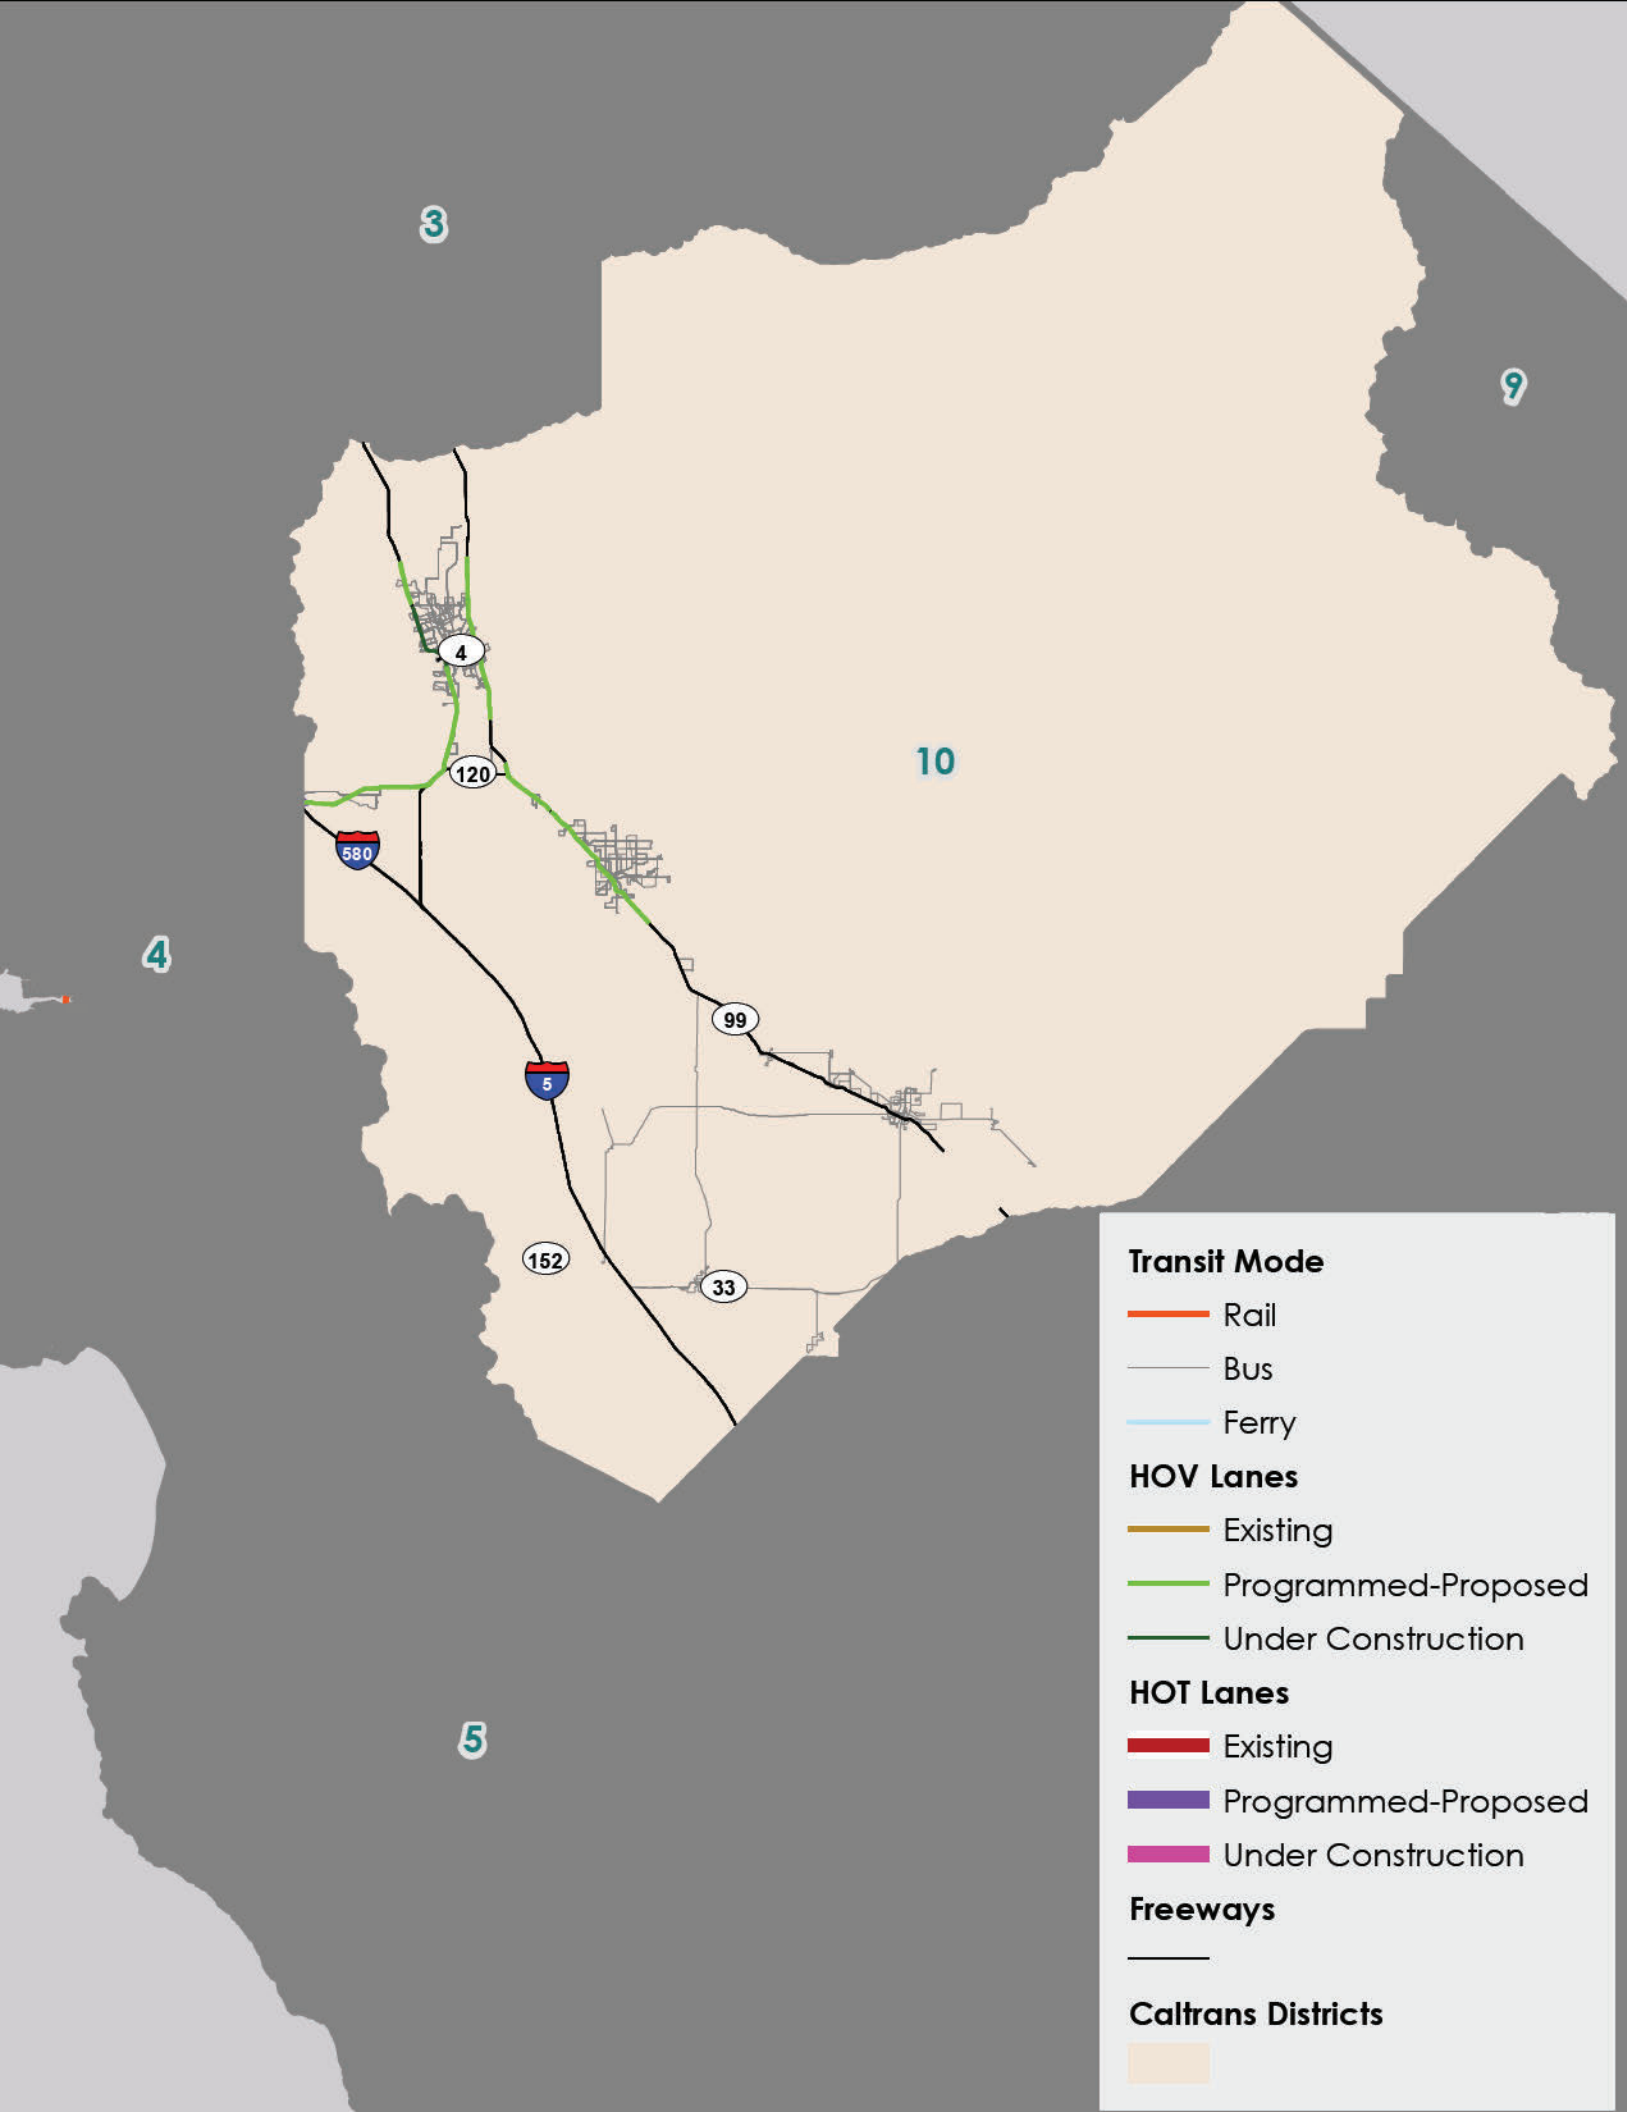 3
9
4
120
10
580
4
99
5
152
33
5
Transit Mode
Rail
Bus
Ferry
HOV Lanes
Existing
Programmed-Proposed
Under Construction
HOT Lanes
Existing
Programmed-Proposed
Under Construction
Freeways
Caltrans Districts